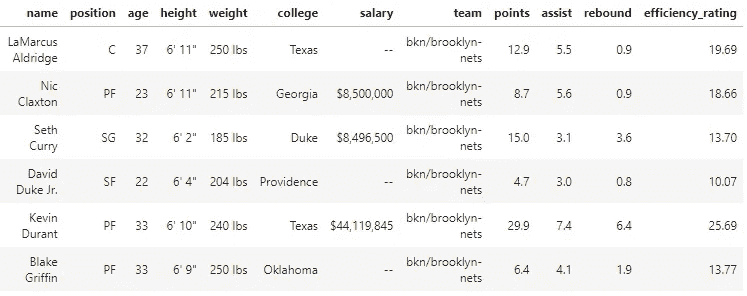 name position age height weight college salary team points assist rebound efficiency_rating
LaMarcus Aldridge C 37 6' 11" 250 lbs Texas -- bkn/brooklyn-nets 12.9 5.5 0.9 19.69
Nic Claxton PF 23 6' 11" 215 lbs Georgia $8,500,000 bkn/brooklyn-nets 8.7 5.6 0.9 18.66
Seth Curry SG 32 6' 2" 185 lbs Duke $8,496,500 bkn/brooklyn-nets 15.0 3.1 3.6 13.70
David Duke Jr. SF 22 6' 4" 204 lbs Providence -- bkn/brooklyn-nets 4.7 3.0 0.8 10.07
Kevin Durant PF 33 6' 10" 240 lbs Texas $44,119,845 bkn/brooklyn-nets 29.9 7.4 6.4 25.69
Blake Griffin PF 33 6' 9" 250 lbs Oklahoma -- bkn/brooklyn-nets 6.4 4.1 1.9 13.77